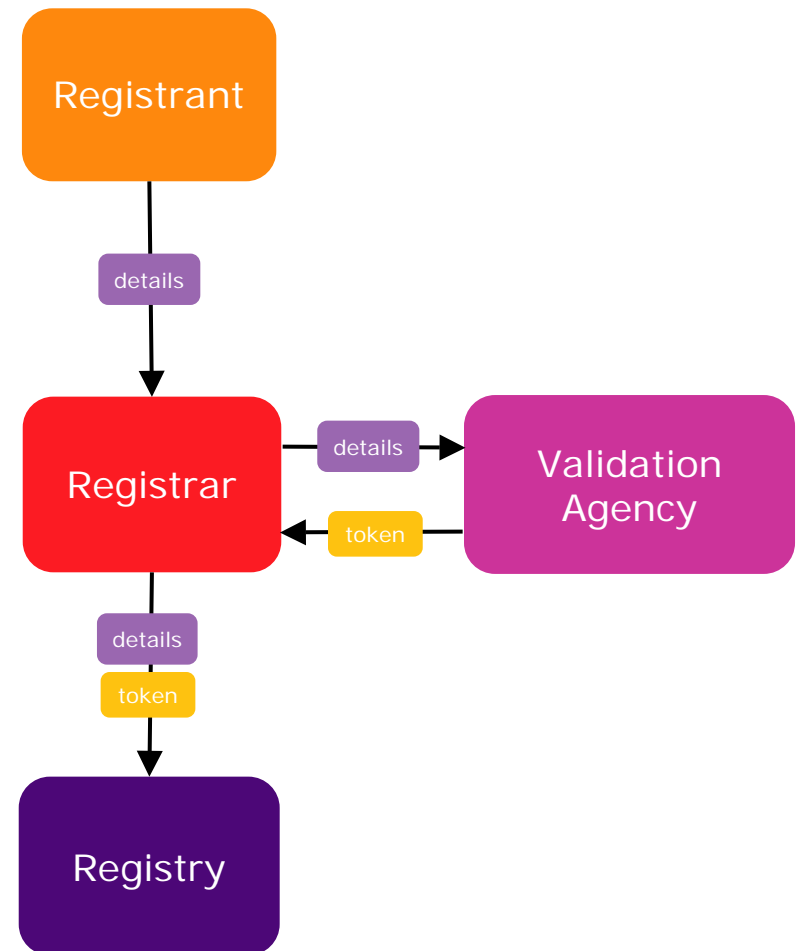 Registrant
details
Registrar
details
token
Validation
Agency
details
token
Registry